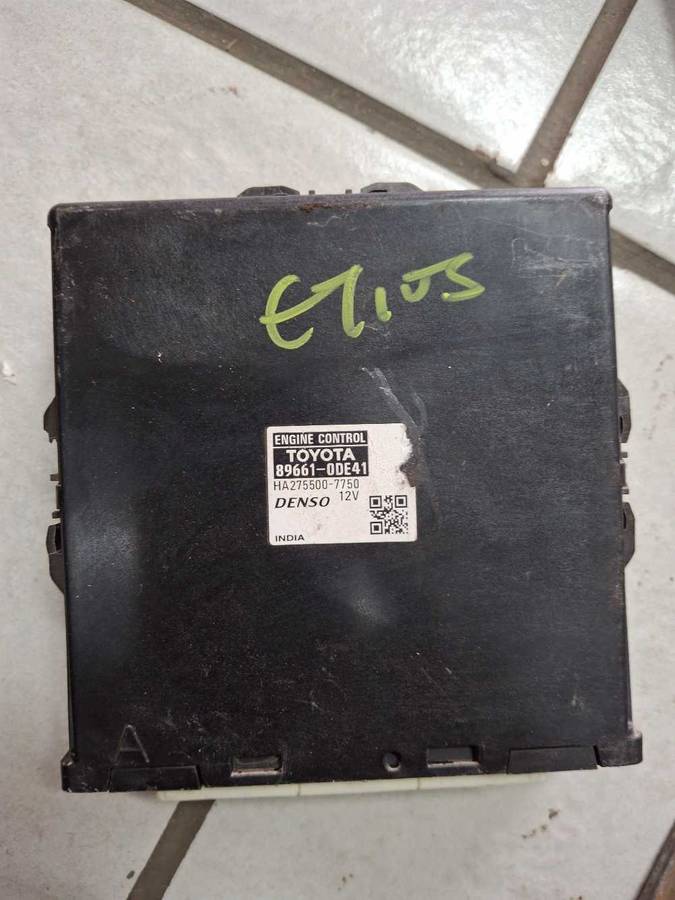 Etios
ENGINE CONTROL
TOYOTA
89661-0DE41
HA275500-7750
DENSO 12V
INDIA
A